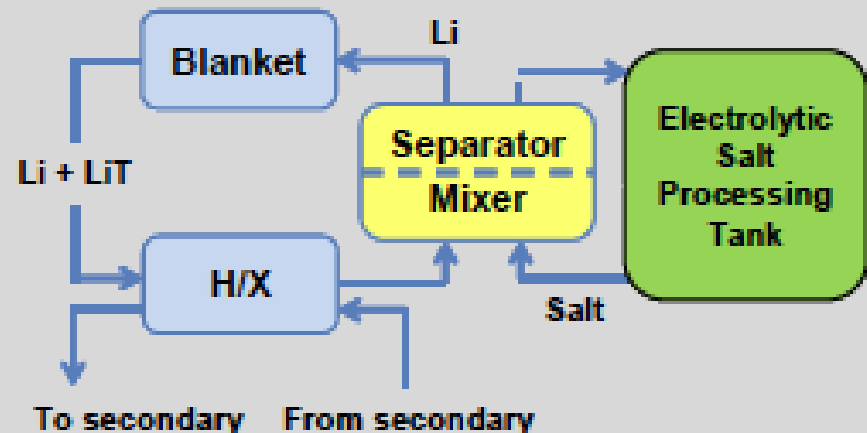 Li
Blanket
Electrolytic
Salt
Processing
Tank
Separator
Mixer
Li + LiT
H/X
Salt
To secondary
From secondary